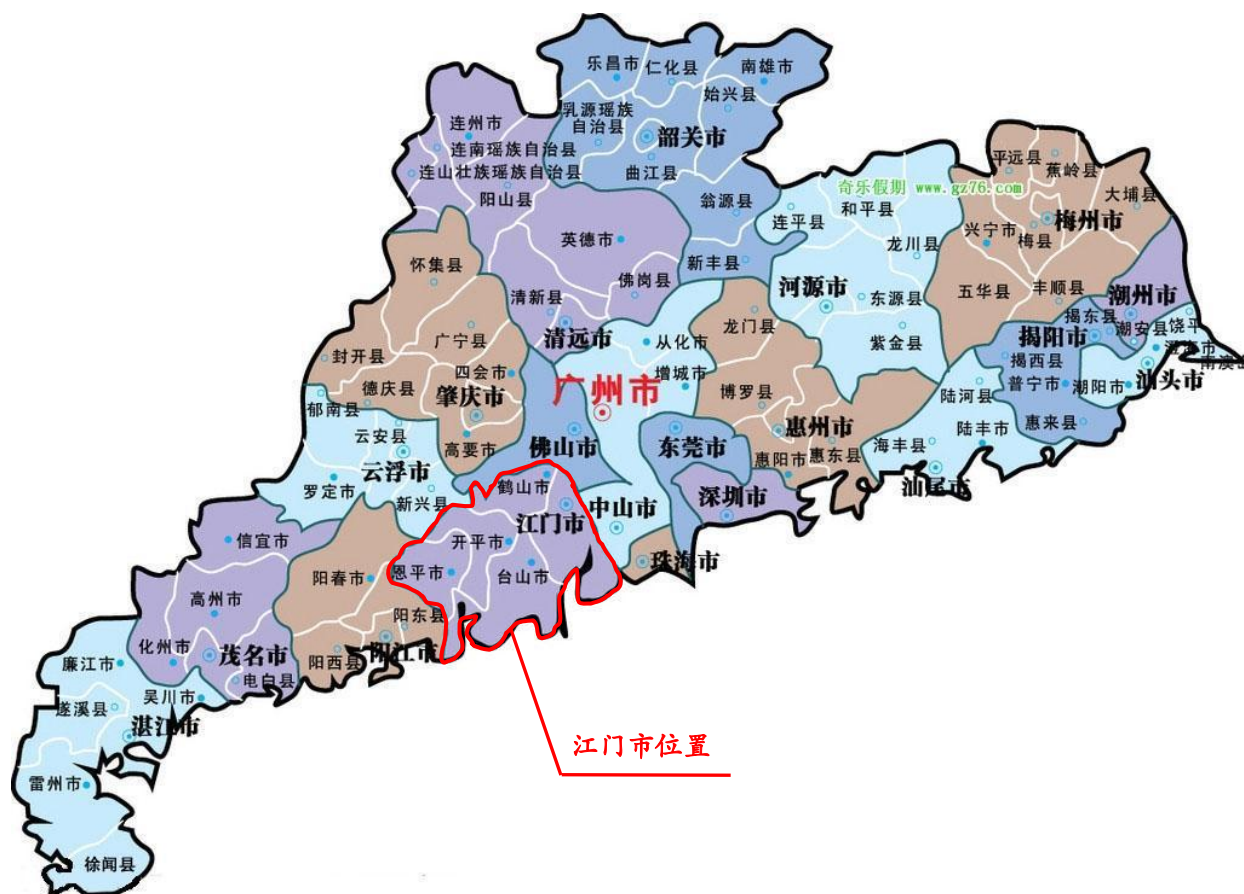 乐昌市
仁化县
南雄市
始兴县
乳源瑶族
自治县
韶关市
连州市
连南瑶族自治县
连山壮族瑶族自治县
曲江县
阳山县
翁源县
奇乐假期 www.gz76.com
平远县
蕉岭县
大埔县
连平县
和平县
兴宁市
梅县
梅州市
英德市
龙川县
怀集县
新丰县
佛岗县
河源市
东源县
五华县
丰顺县
潮州市
清新县
清远市
龙门县
揭东县
揭阳市
潮安县
饶平
广宁县
从化市
紫金县
封开县
揭西县
澄海市
汕头市
四会市
增城市
德庆县
肇庆市
广州市
博罗县
陆河县
普宁市
潮阳市
郁南县
云安县
高要市
佛山市
东莞市
惠州市
海丰县
陆丰市
惠来县
云浮市
惠阳市
惠东县
罗定市
新兴县
鹤山市
江门市
中山市
深圳市
汕尾市
信宜市
开平市
阳春市
恩平市
台山市
珠海市
高州市
阳东县
化州市
茂名市
阳西县
阳江市
廉江市
电白县
吴川市
遂溪县
湛江市
江门市位置
雷州市
徐闻县